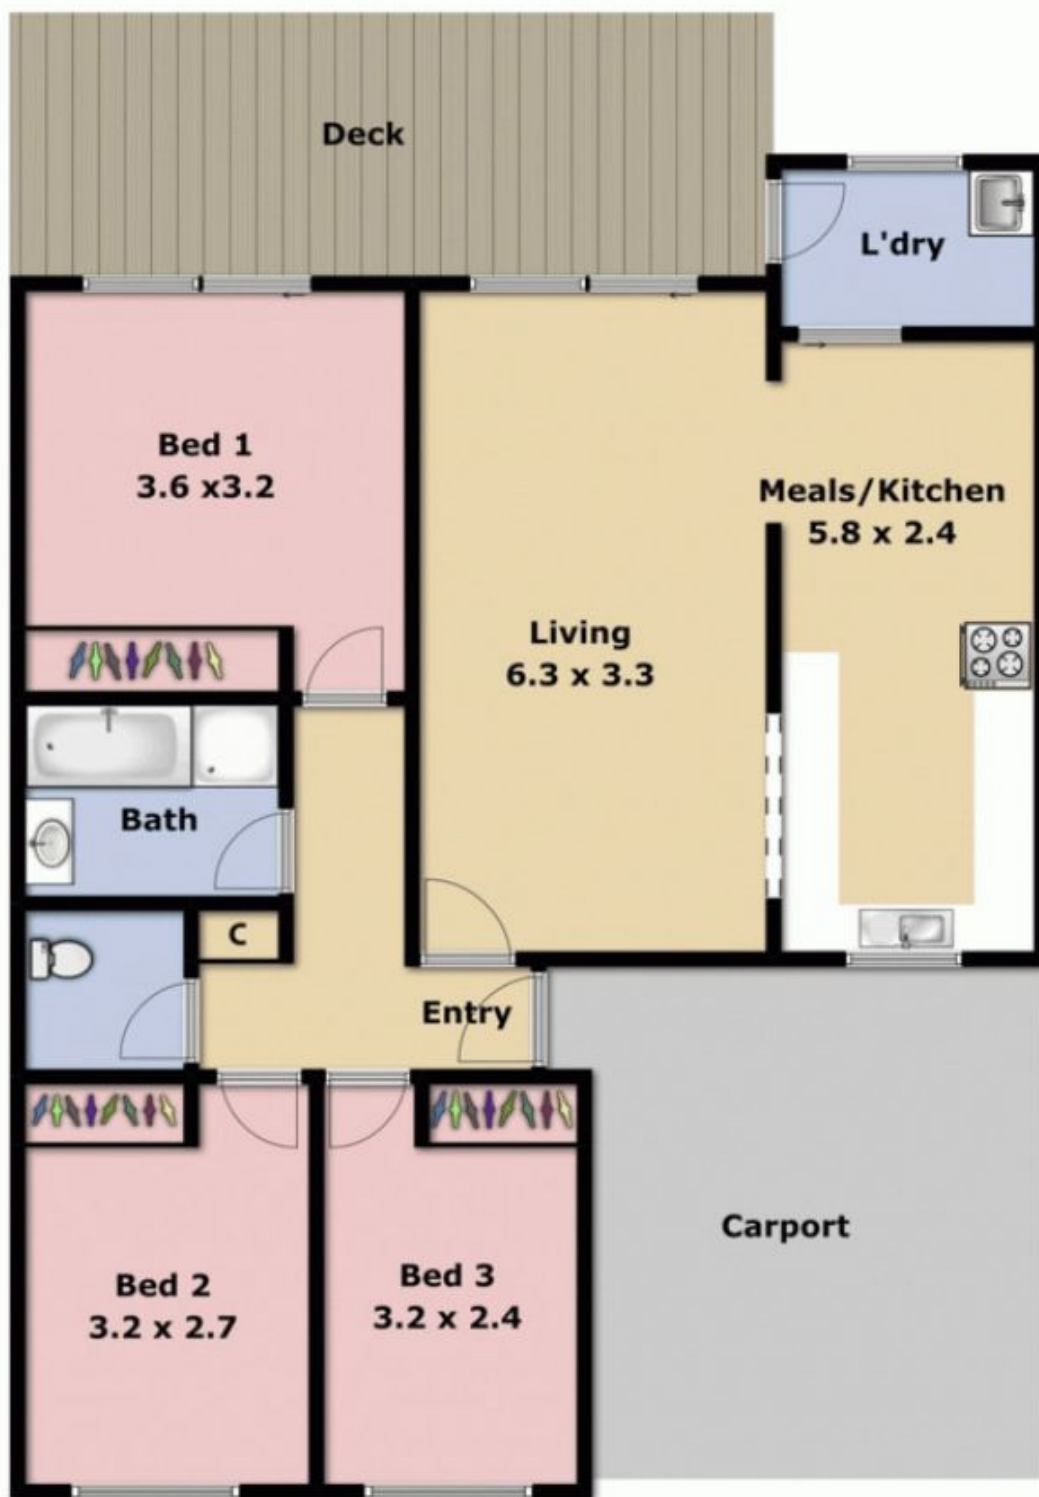 Deck
L'dry
Bed 1
3.6 x3.2
Meals/Kitchen
5.8 x 2.4
Living
6.3 x 3.3
Bath
C
Entry
Carport
Bed 2
3.2 x 2.7
Bed 3
3.2 x 2.4